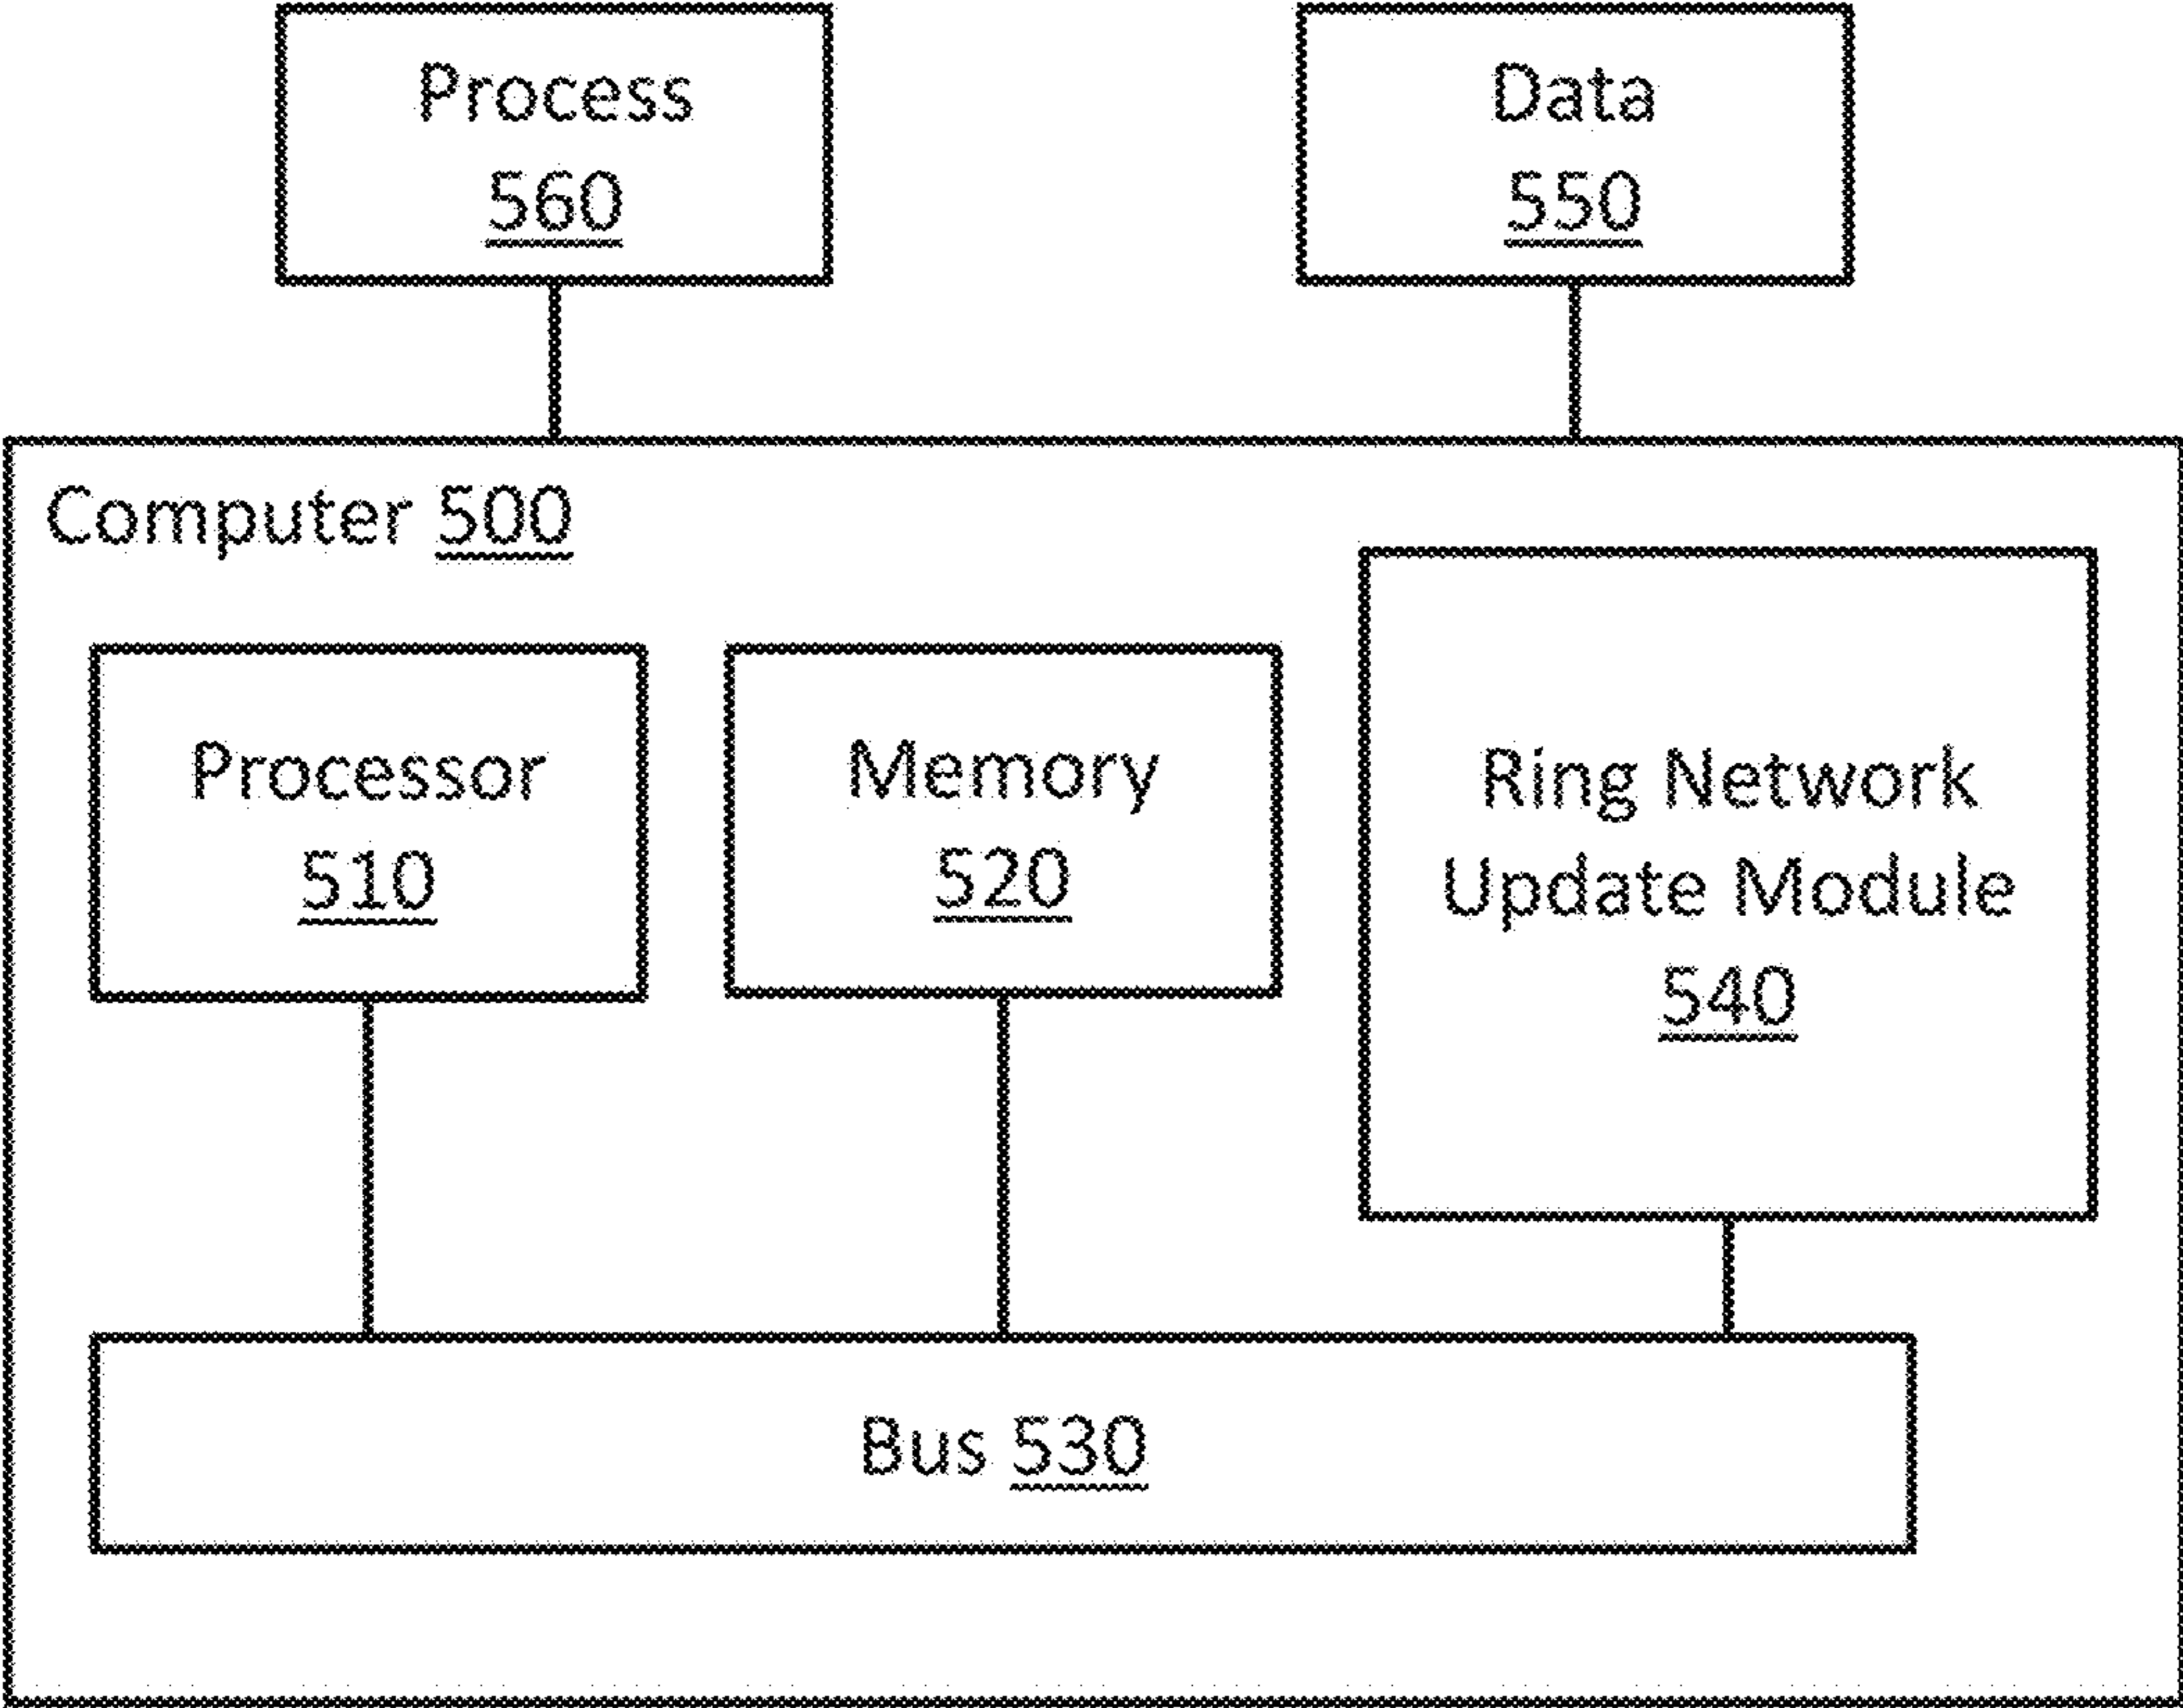 Process
560
Data
550
Computer 500
Processor
510
Memory
520
Ring Network
Update Module
540
Bus 530